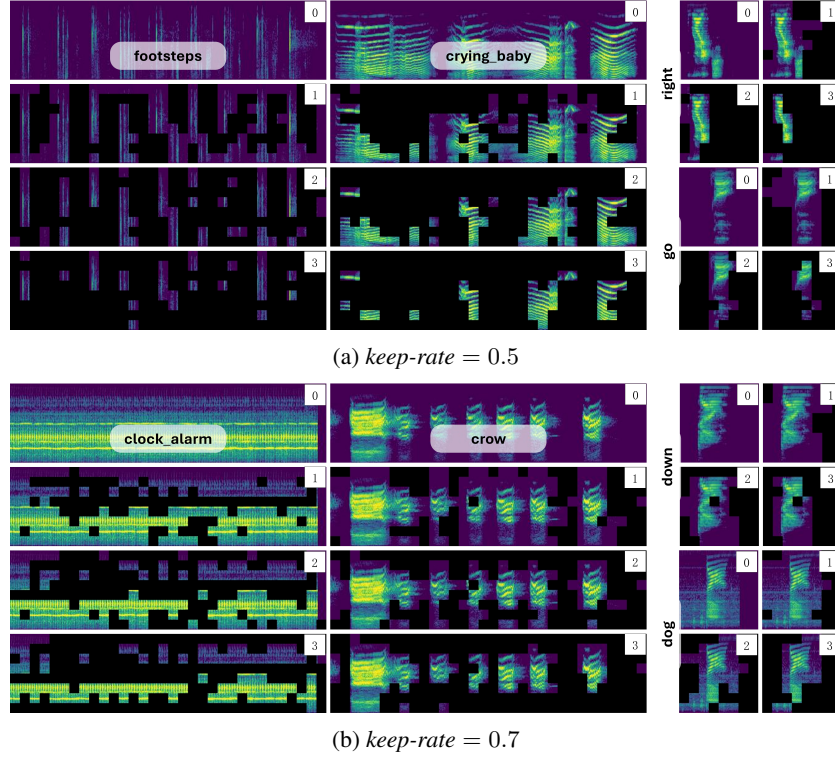 0 0 0 1
footsteps crying_baby right
1 1 2 3
2 2 0 1
go
3 3 2 3
(a) keep-rate = 0.5
0 0 0 1
clock_alarm crow down
1 1 2 3
2 2 0 1
dog
3 3 2 3
(b) keep-rate = 0.7